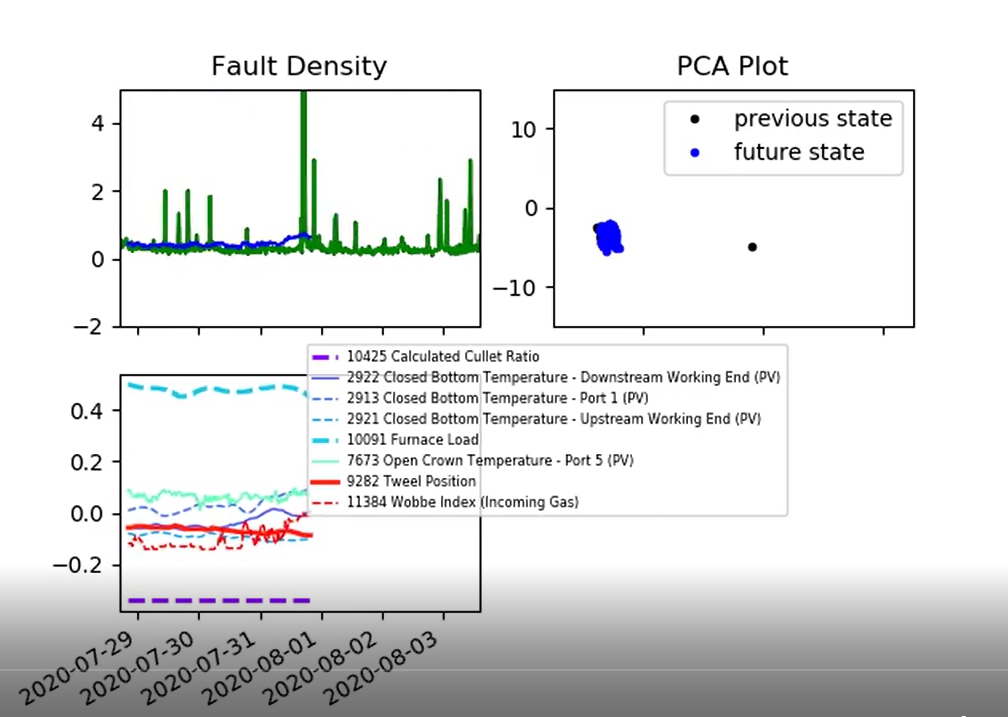 Fault Density
4
2
0
−2
PCA Plot
10
0
−10
previous state
future state
0.4
0.2
0.0
−0.2
10425 Calculated Cullet Ratio
2922 Closed Bottom Temperature - Downstream Working End (PV)
2913 Closed Bottom Temperature - Port 1 (PV)
2921 Closed Bottom Temperature - Upstream Working End (PV)
10091 Furnace Load
7673 Open Crown Temperature - Port 5 (PV)
9282 Tweel Position
11384 Wobbe Index (Incoming Gas)
2020-07-29
2020-07-30
2020-07-31
2020-08-01
2020-08-02
2020-08-03